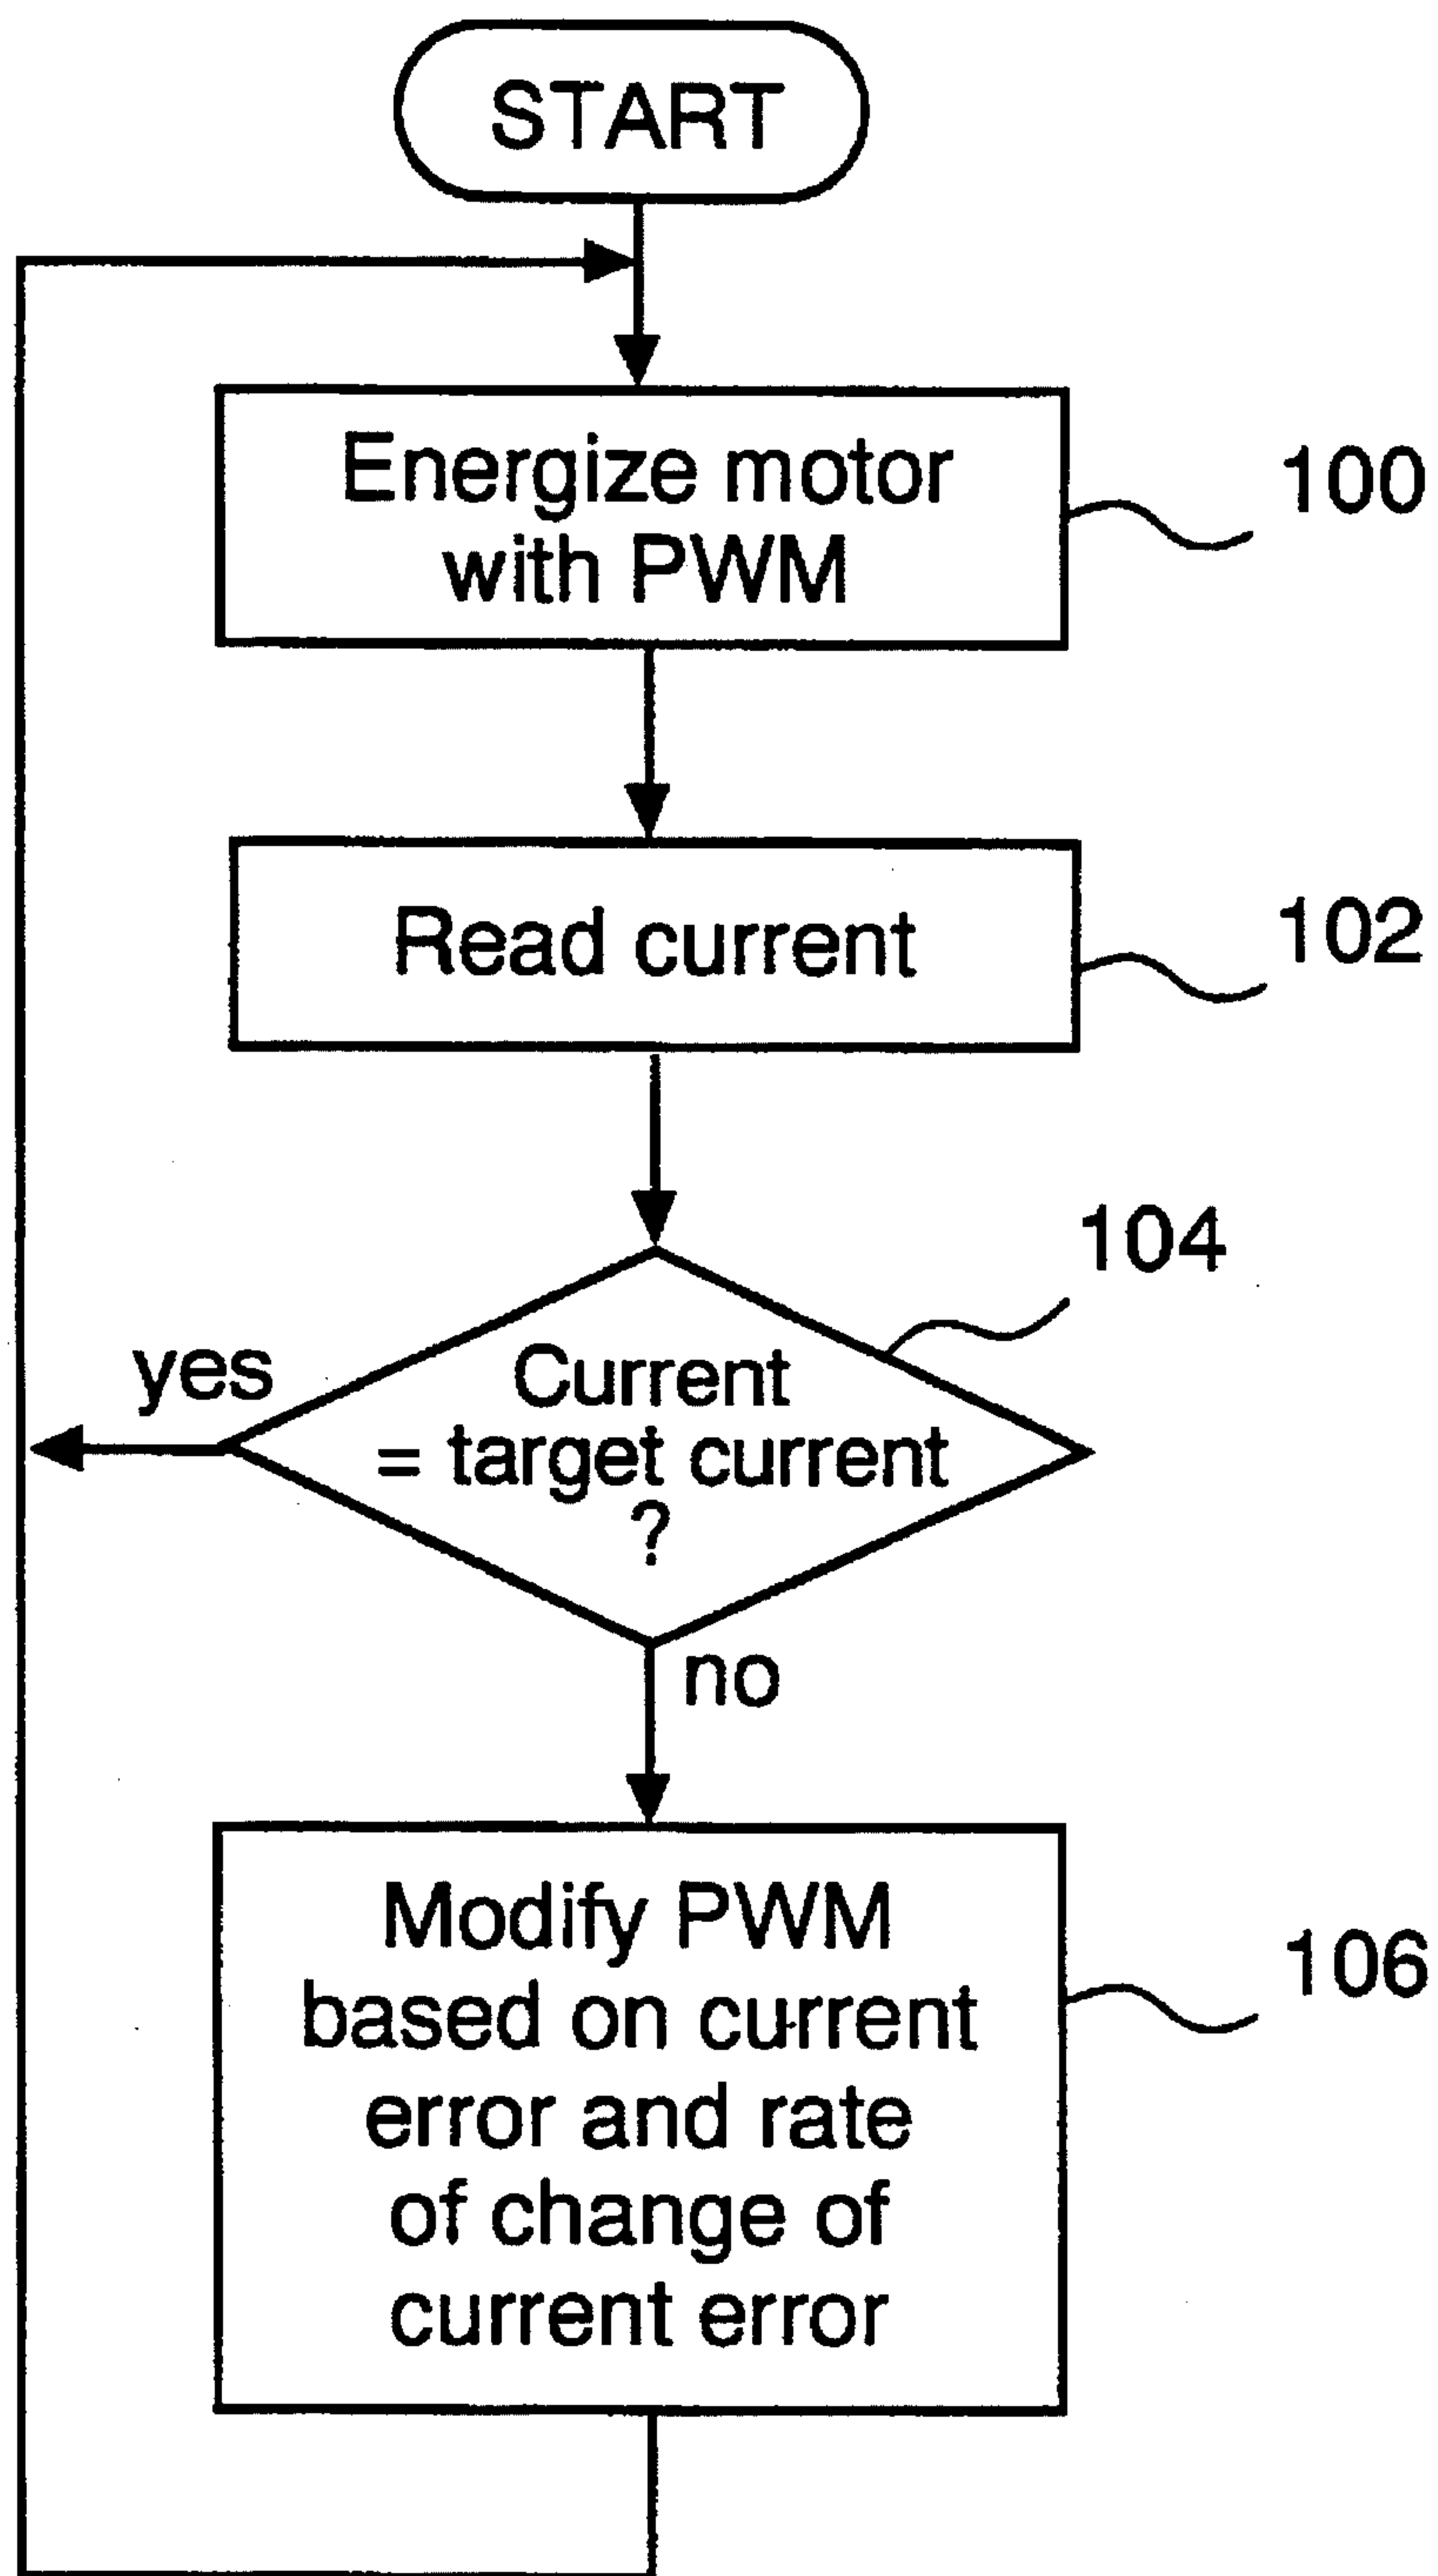 START
Energize motor
with PWM
100
Read current
102
104
yes
Current
= target current
?
no
Modify PWM
based on current
error and rate
of change of
current error
106